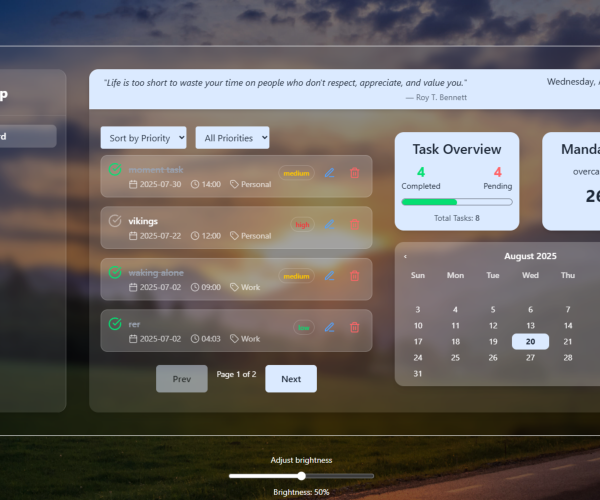 p
"Life is too short to waste your time on people who don't respect, appreciate, and value you."
— Roy T. Bennett
Wednesday, A
rd
Sort by Priority
All Priorities
moment task
medium
2025-07-30 14:00 Personal
vikings
high
2025-07-22 12:00 Personal
waking alone
medium
2025-07-02 09:00 Work
rer
low
2025-07-02 04:03 Work
Prev
Page 1 of 2
Next
Task Overview
4 4
Completed Pending
Total Tasks: 8
Manda
overca
26
‹ August 2025
Sun Mon Tue Wed Thu
3 4 5 6 7
10 11 12 13 14
17 18 19 20 21
24 25 26 27 28
31
Adjust brightness
Brightness: 50%